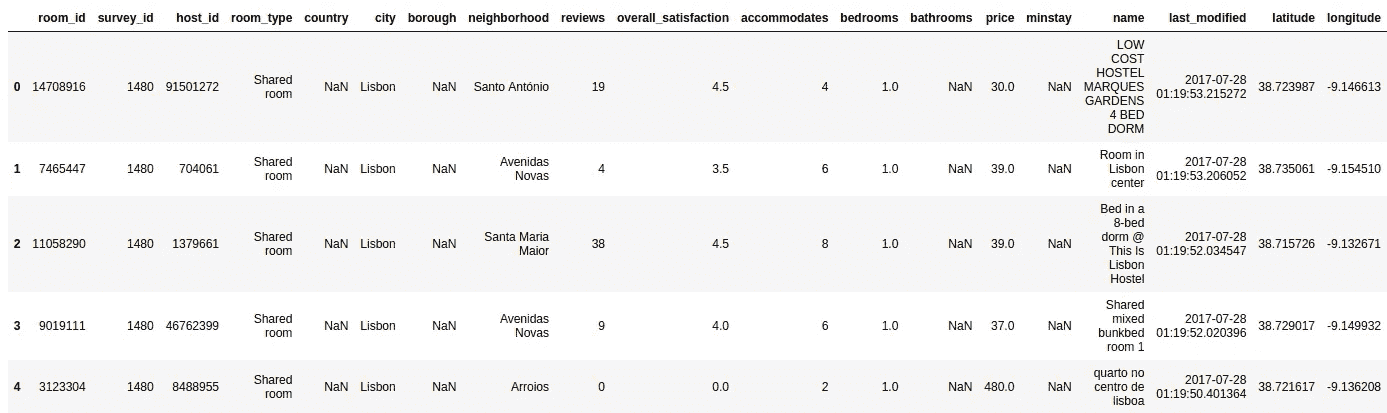 room_id survey_id host_id room_type country city borough neighborhood reviews overall_satisfaction accommodates bedrooms bathrooms price minstay name last_modified latitude longitude
0 14708916 1480 91501272 Shared room NaN Lisbon NaN Santo António 19 4.5 4 1.0 NaN 30.0 NaN LOW COST HOSTEL MARQUES GARDENS 4 BED DORM 2017-07-28 01:19:53.215272 38.723987 -9.146613
1 7465447 1480 704061 Shared room NaN Lisbon NaN Avenidas Novas 4 3.5 6 1.0 NaN 39.0 NaN Room in Lisbon center 2017-07-28 01:19:53.206052 38.735061 -9.154510
2 11058290 1480 1379661 Shared room NaN Lisbon NaN Santa Maria Maior 38 4.5 8 1.0 NaN 39.0 NaN Bed in a 8-bed dorm @ This Is Lisbon Hostel 2017-07-28 01:19:52.034547 38.715726 -9.132671
3 9019111 1480 46762399 Shared room NaN Lisbon NaN Avenidas Novas 9 4.0 6 1.0 NaN 37.0 NaN Shared mixed bunkbed room 1 2017-07-28 01:19:52.020396 38.729017 -9.149932
4 3123304 1480 8488955 Shared room NaN Lisbon NaN Arroios 0 0.0 2 1.0 NaN 480.0 NaN quarto no centro de lisboa 2017-07-28 01:19:50.401364 38.721617 -9.136208